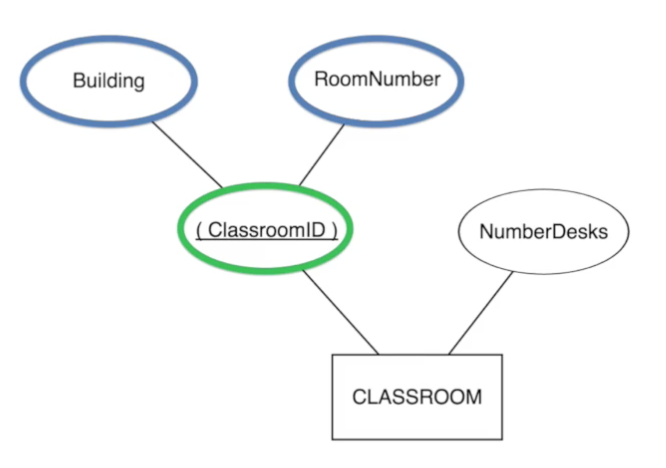 Building
RoomNumber
( ClassroomID )
NumberDesks
CLASSROOM